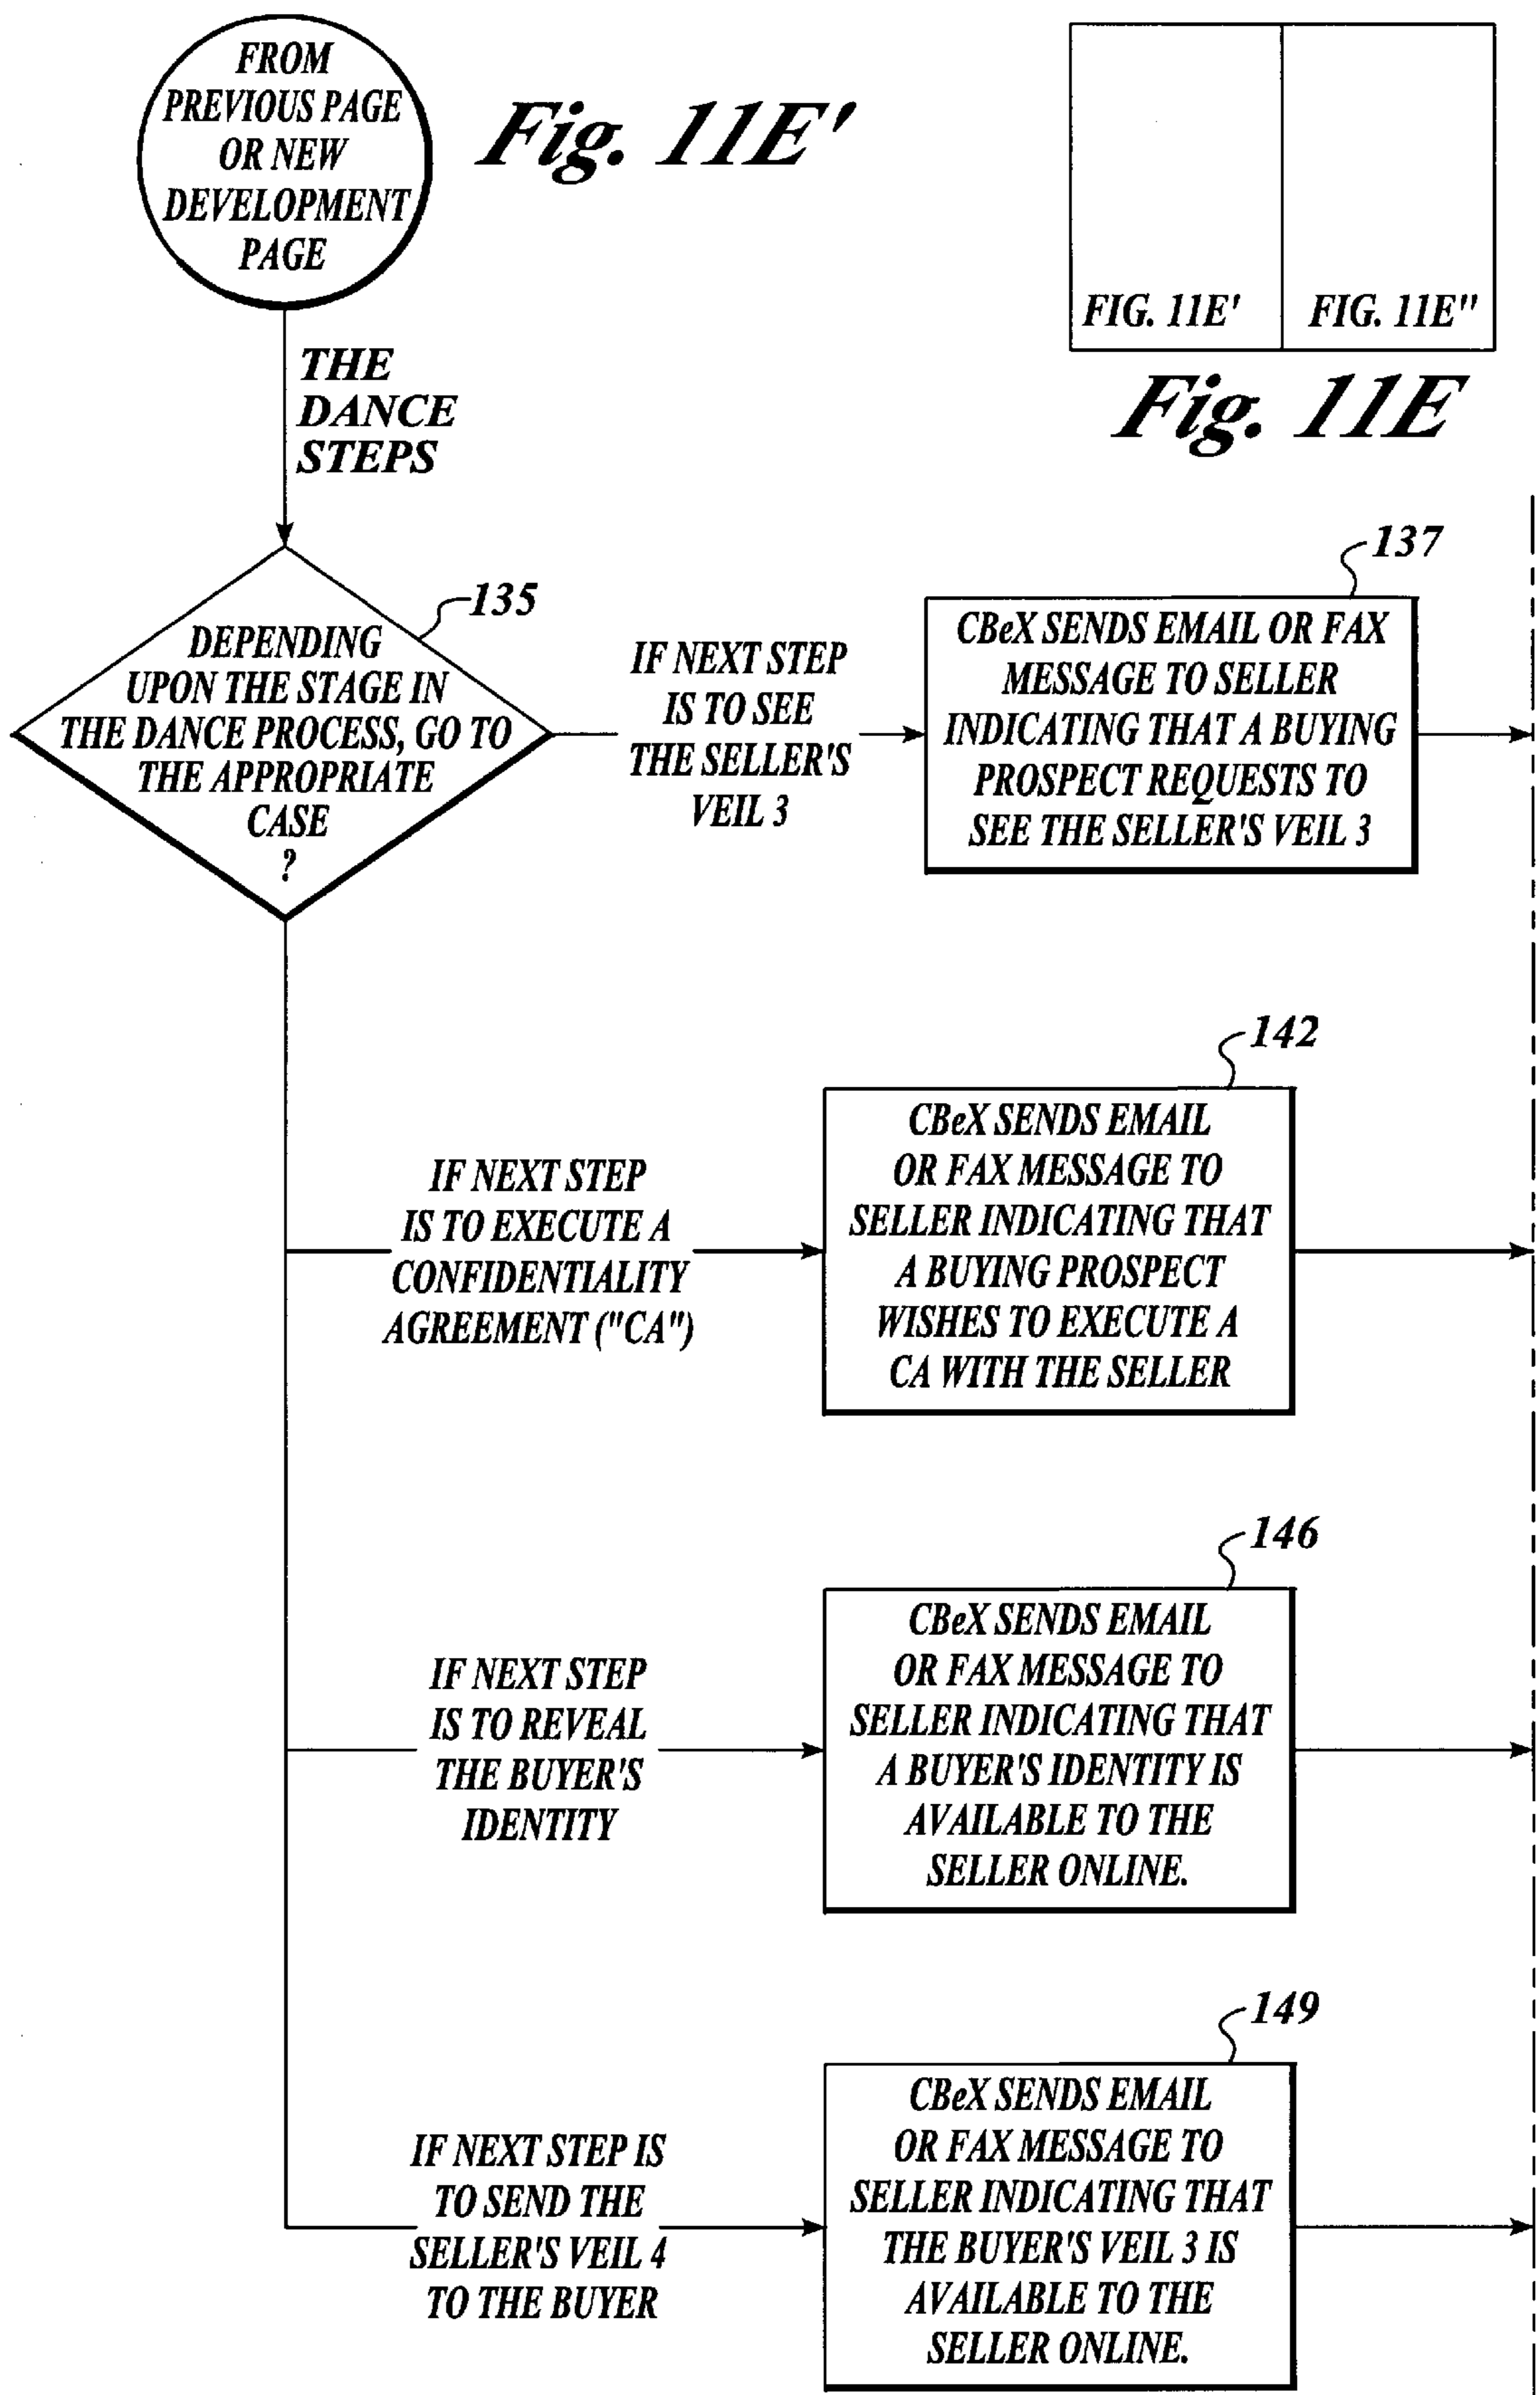 FROM
PREVIOUS PAGE
OR NEW
DEVELOPMENT
PAGE
Fig. 11E'
FIG. 11E'
FIG. 11E"
Fig. 11E
THE
DANCE
STEPS
135
DEPENDING
UPON THE STAGE IN
THE DANCE PROCESS, GO TO
THE APPROPRIATE
CASE
?
IF NEXT STEP
IS TO SEE
THE SELLER'S
VEIL 3
137
CBeX SENDS EMAIL OR FAX
MESSAGE TO SELLER
INDICATING THAT A BUYING
PROSPECT REQUESTS TO
SEE THE SELLER'S VEIL 3
IF NEXT STEP
IS TO EXECUTE A
CONFIDENTIALITY
AGREEMENT ("CA")
142
CBeX SENDS EMAIL
OR FAX MESSAGE TO
SELLER INDICATING THAT
A BUYING PROSPECT
WISHES TO EXECUTE A
CA WITH THE SELLER
IF NEXT STEP
IS TO REVEAL
THE BUYER'S
IDENTITY
146
CBeX SENDS EMAIL
OR FAX MESSAGE TO
SELLER INDICATING THAT
A BUYER'S IDENTITY IS
AVAILABLE TO THE
SELLER ONLINE.
IF NEXT STEP IS
TO SEND THE
SELLER'S VEIL 4
TO THE BUYER
149
CBeX SENDS EMAIL
OR FAX MESSAGE TO
SELLER INDICATING THAT
THE BUYER'S VEIL 3 IS
AVAILABLE TO THE
SELLER ONLINE.